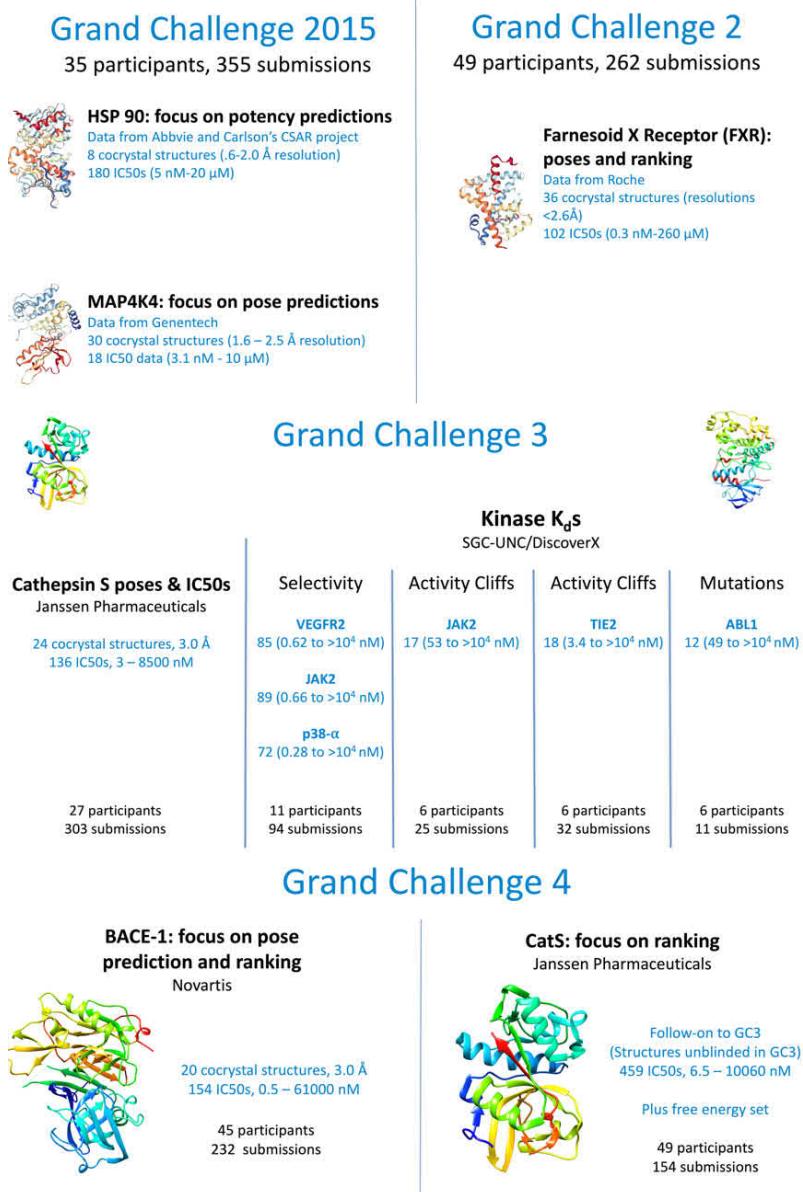 Grand Challenge 2015
35 participants, 355 submissions
HSP 90: focus on potency predictions
Data from Abbvie and Carlson's CSAR project
8 cocrystal structures (.6-2.0 Å resolution)
180 IC50s (5 nM-20 μM)
MAP4K4: focus on pose predictions
Data from Genentech
30 cocrystal structures (1.6 – 2.5 Å resolution)
18 IC50 data (3.1 nM - 10 μM)
Grand Challenge 2
49 participants, 262 submissions
Farnesoid X Receptor (FXR):
poses and ranking
Data from Roche
36 cocrystal structures (resolutions
<2.6Å)
102 IC50s (0.3 nM-260 μM)
Grand Challenge 3
Kinase Kds
SGC-UNC/DiscoverX
Cathepsin S poses & IC50s
Janssen Pharmaceuticals
24 cocrystal structures, 3.0 Å
136 IC50s, 3 – 8500 nM
27 participants
303 submissions
Selectivity
VEGFR2
85 (0.62 to >10⁴ nM)
JAK2
89 (0.66 to >10⁴ nM)
p38-α
72 (0.28 to >10⁴ nM)
11 participants
94 submissions
Activity Cliffs
JAK2
17 (53 to >10⁴ nM)
6 participants
25 submissions
Activity Cliffs
TIE2
18 (3.4 to >10⁴ nM)
6 participants
32 submissions
Mutations
ABL1
12 (49 to >10⁴ nM)
6 participants
11 submissions
Grand Challenge 4
BACE-1: focus on pose
prediction and ranking
Novartis
20 cocrystal structures, 3.0 Å
154 IC50s, 0.5 – 61000 nM
45 participants
232 submissions
CatS: focus on ranking
Janssen Pharmaceuticals
Follow-on to GC3
(Structures unblinded in GC3)
459 IC50s, 6.5 – 10060 nM
Plus free energy set
49 participants
154 submissions